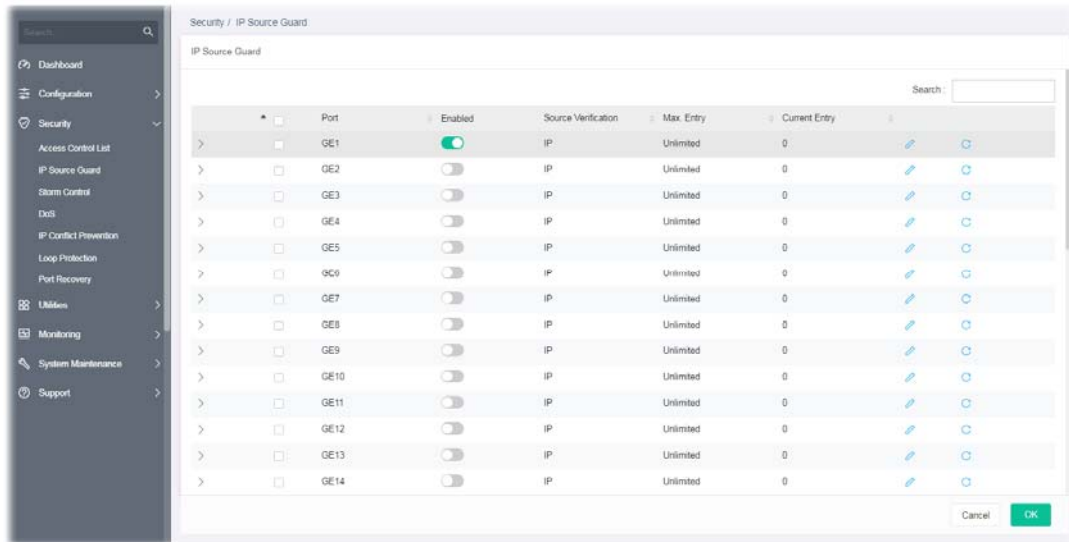 Search...
Dashboard
Configuration
Security
Access Control List
IP Source Guard
Storm Control
DoS
IP Conflict Prevention
Loop Protection
Port Recovery
Utilities
Monitoring
System Maintenance
Support
Security / IP Source Guard
IP Source Guard
Search :
Port Enabled Source Verification Max. Entry Current Entry
GE1 IP Unlimited 0
GE2 IP Unlimited 0
GE3 IP Unlimited 0
GE4 IP Unlimited 0
GE5 IP Unlimited 0
GE6 IP Unlimited 0
GE7 IP Unlimited 0
GE8 IP Unlimited 0
GE9 IP Unlimited 0
GE10 IP Unlimited 0
GE11 IP Unlimited 0
GE12 IP Unlimited 0
GE13 IP Unlimited 0
GE14 IP Unlimited 0
Cancel OK